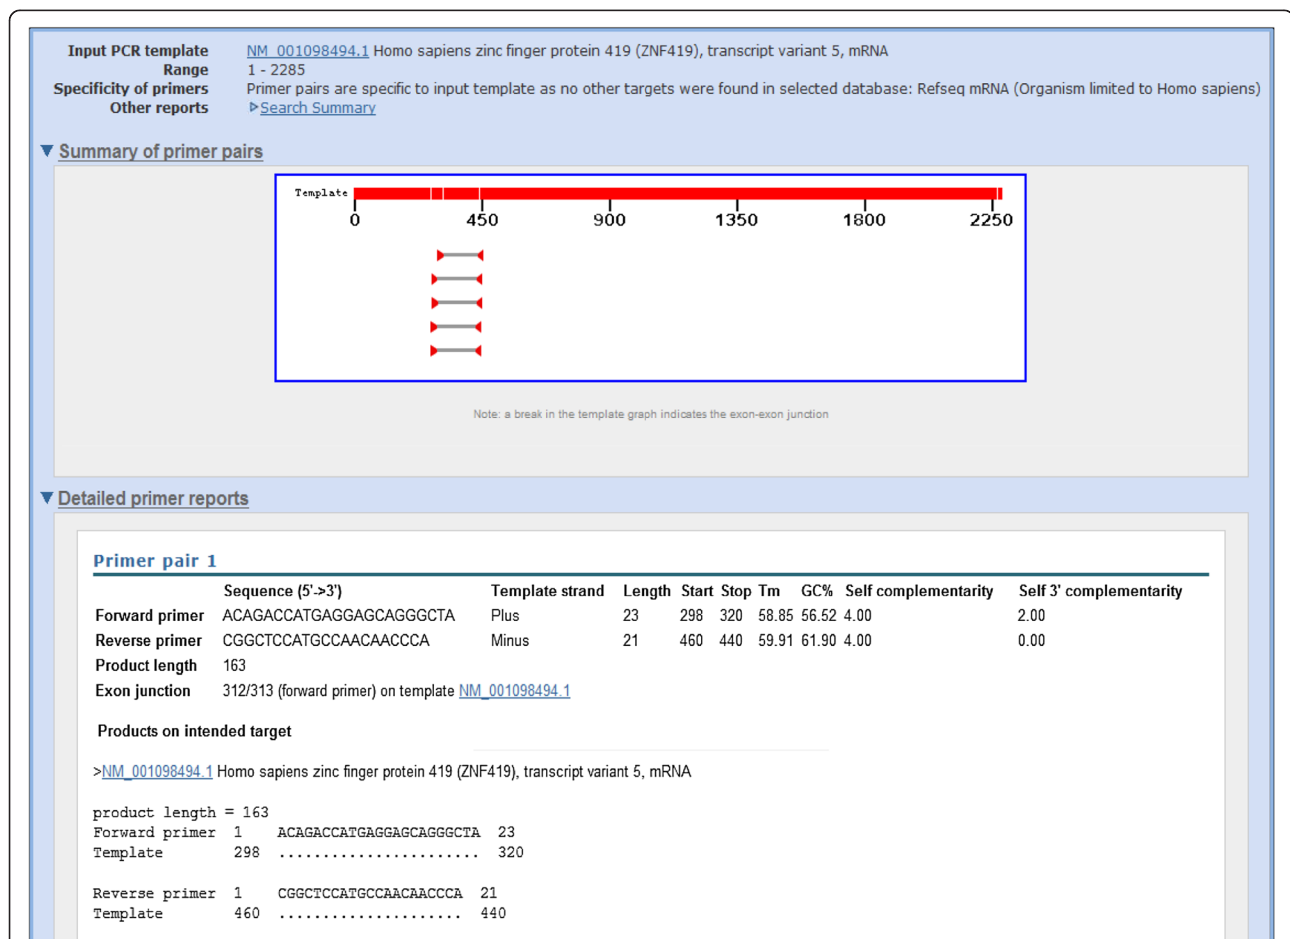 Input PCR template NM_001098494.1 Homo sapiens zinc finger protein 419 (ZNF419), transcript variant 5, mRNA
Range 1 - 2285
Specificity of primers Primer pairs are specific to input template as no other targets were found in selected database: Refseq mRNA (Organism limited to Homo sapiens)
Other reports Search Summary
Summary of primer pairs
Template
0 450 900 1350 1800 2250
Note: a break in the template graph indicates the exon-exon junction
Detailed primer reports
Primer pair 1
Sequence (5'->3') Template strand Length Start Stop Tm GC% Self complementarity Self 3' complementarity
Forward primer ACAGACCATGAGGAGCAGGGCTA Plus 23 298 320 58.85 56.52 4.00 2.00
Reverse primer CGGCTCCATGCCAACAACCCA Minus 21 460 440 59.91 61.90 4.00 0.00
Product length 163
Exon junction 312/313 (forward primer) on template NM_001098494.1
Products on intended target
>NM_001098494.1 Homo sapiens zinc finger protein 419 (ZNF419), transcript variant 5, mRNA
product length = 163
Forward primer 1 ACAGACCATGAGGAGCAGGGCTA 23
Template 298 ....................... 320
Reverse primer 1 CGGCTCCATGCCAACAACCCA 21
Template 460 ..................... 440